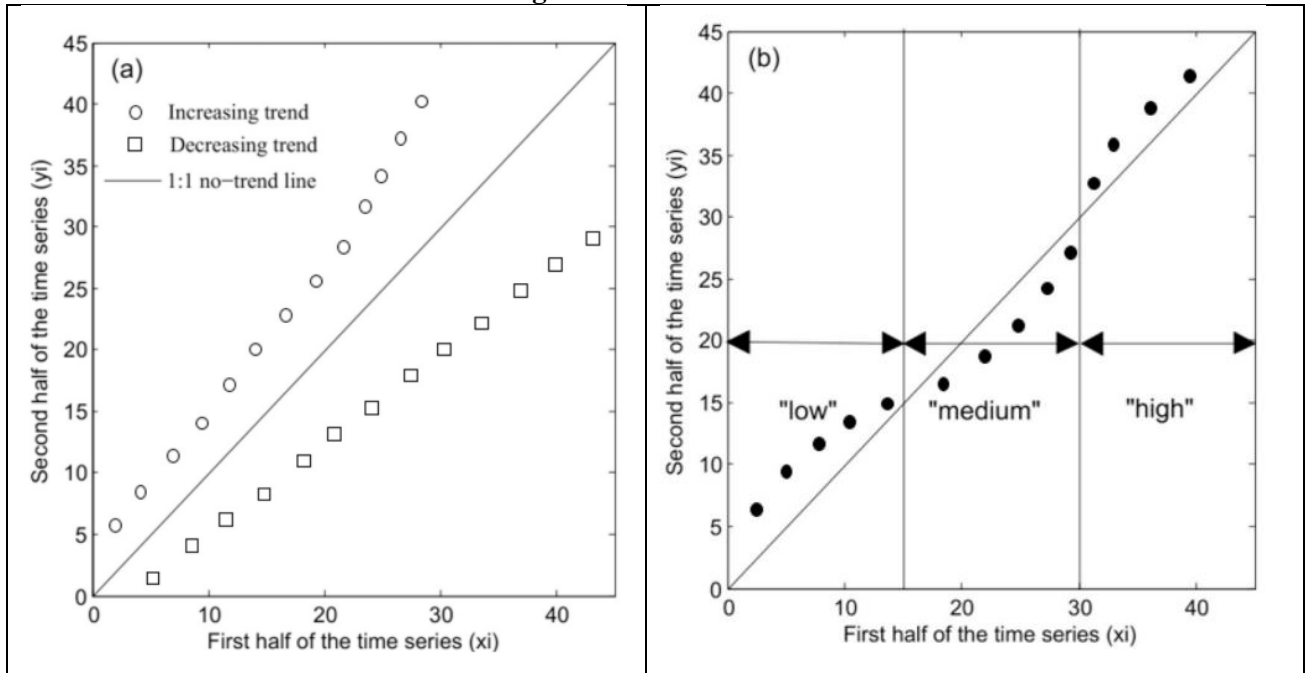 (a)
Increasing trend
Decreasing trend
1:1 no−trend line
45
40
35
30
25
20
15
10
5
0
0 10 20 30 40
Second half of the time series (yi)
First half of the time series (xi)
(b)
"low" "medium" "high"
45
40
35
30
25
20
15
10
5
0
0 10 20 30 40
Second half of the time series (yi)
First half of the time series (xi)